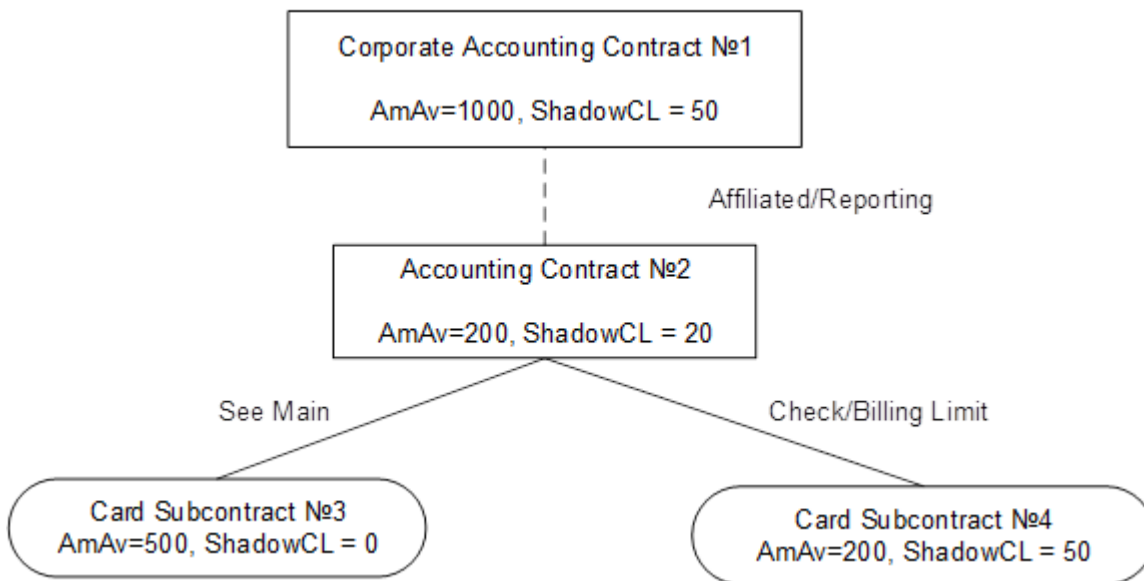 Corporate Accounting Contract №1
AmAv=1000, ShadowCL = 50
Affiliated/Reporting
Accounting Contract №2
AmAv=200, ShadowCL = 20
See Main
Check/Billing Limit
Card Subcontract №3
AmAv=500, ShadowCL = 0
Card Subcontract №4
AmAv=200, ShadowCL = 50